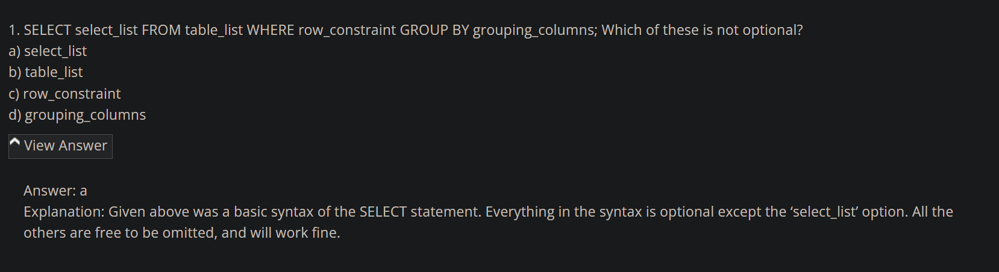 1. SELECT select_list FROM table_list WHERE row_constraint GROUP BY grouping_columns; Which of these is not optional?
a) select_list
b) table_list
c) row_constraint
d) grouping_columns
View Answer
Answer: a
Explanation: Given above was a basic syntax of the SELECT statement. Everything in the syntax is optional except the ‘select_list’ option. All the
others are free to be omitted, and will work fine.